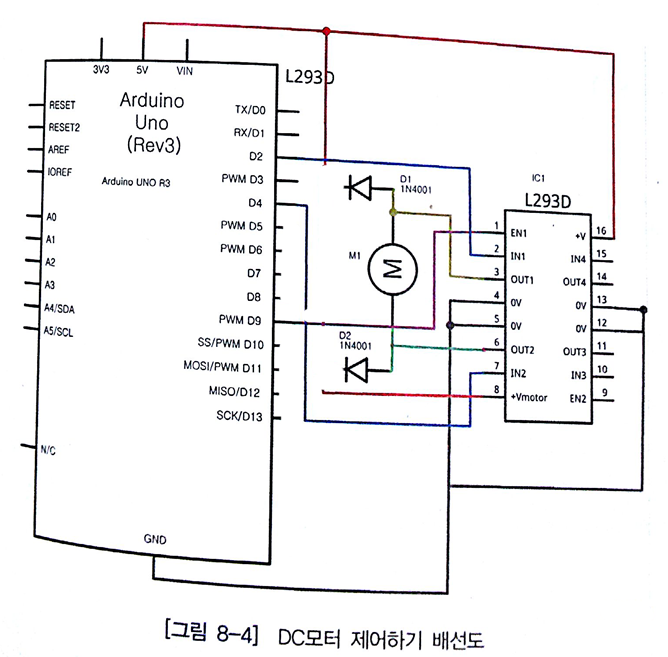 3V3
5V
VIN
L293D
Arduino
Uno
(Rev3)
Arduino UNO R3
RESET
RESET2
AREF
IOREF
A0
A1
A2
A3
A4/SDA
A5/SCL
N/C
TX/D0
RX/D1
D2
PWM D3
D4
PWM D5
PWM D6
D7
D8
PWM D9
SS/PWM D10
MOSI/PWM D11
MISO/D12
SCK/D13
GND
D1
1N4001
M1
M
D2
1N4001
IC1
L293D
1 EN1
2 IN1
3 OUT1
4 0V
5 0V
6 OUT2
7 IN2
8 +Vmotor
+V 16
IN4 15
OUT4 14
0V 13
0V 12
OUT3 11
IN3 10
EN2 9
[그림 8-4] DC모터 제어하기 배선도